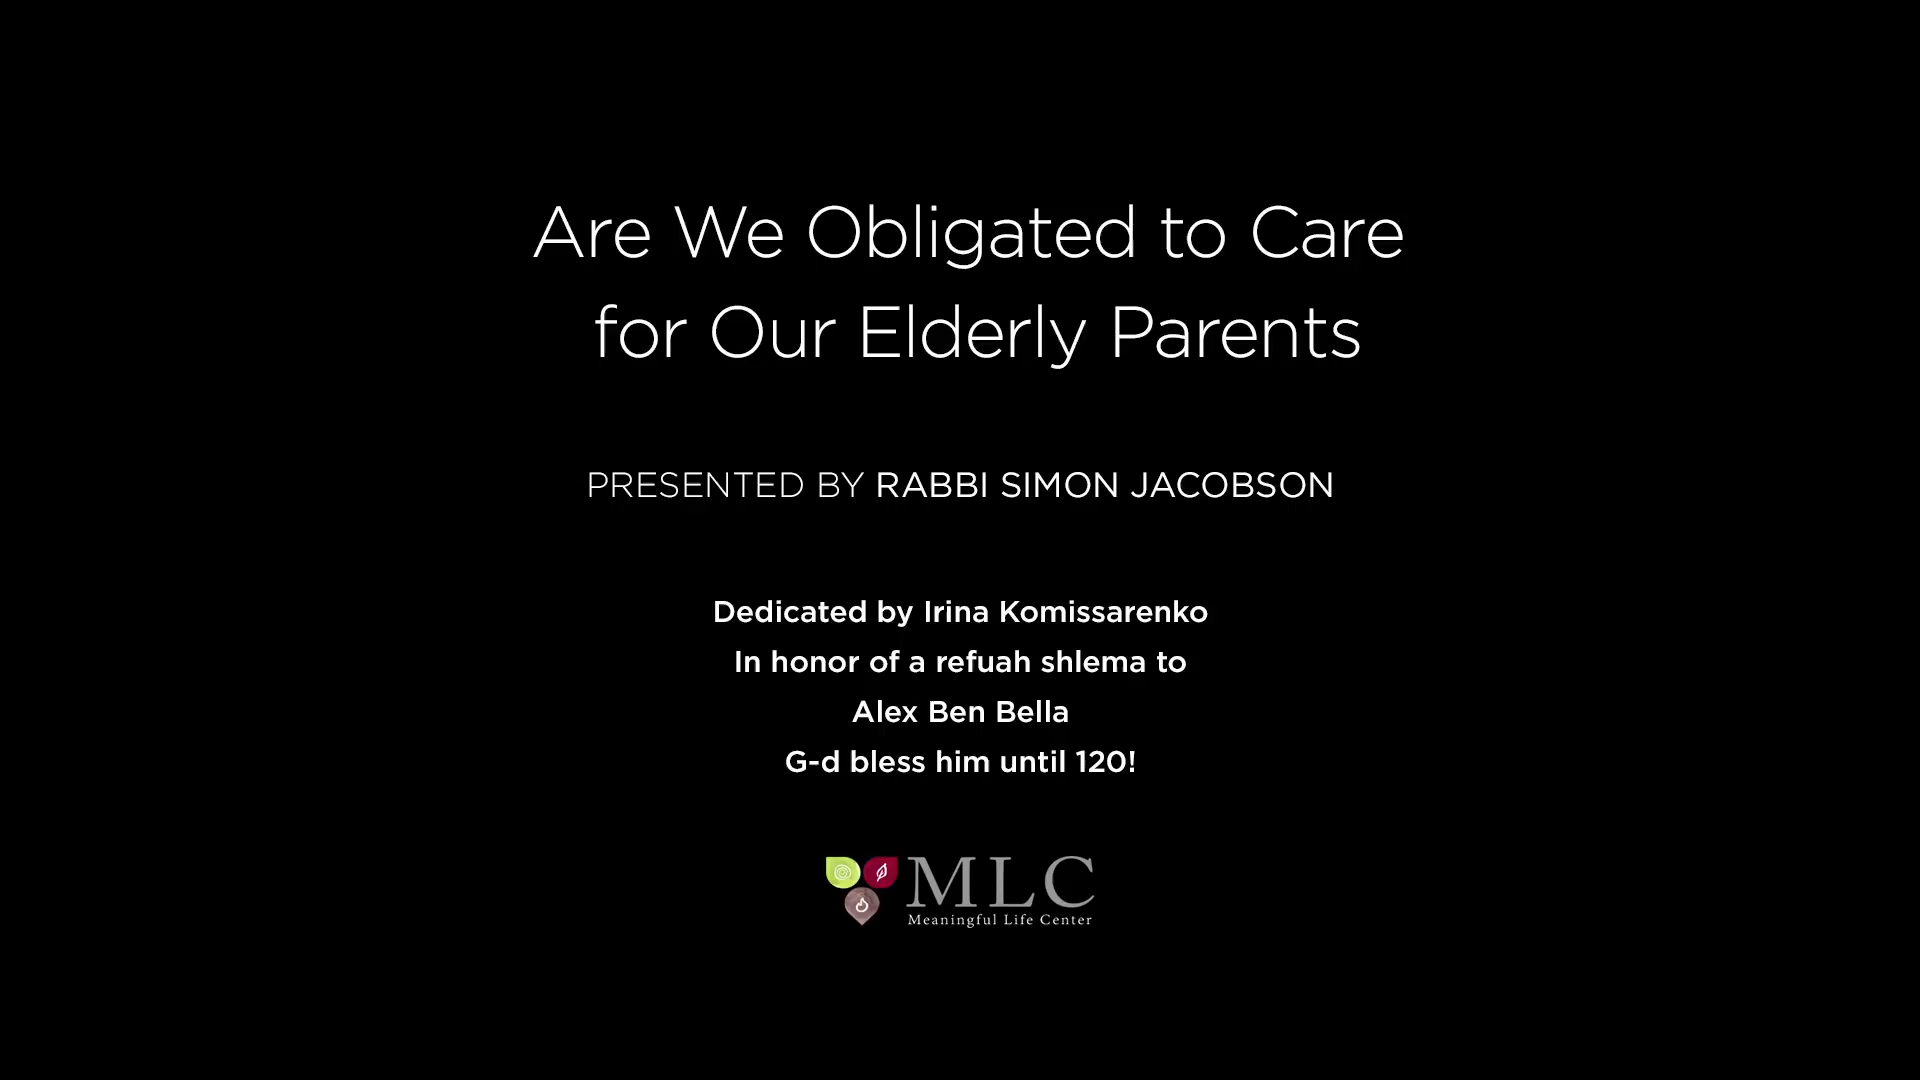 Are We Obligated to Care
for Our Elderly Parents
PRESENTED BY RABBI SIMON JACOBSON
Dedicated by Irina Komissarenko
In honor of a refuah shlema to
Alex Ben Bella
G-d bless him until 120!
MLC
Meaningful Life Center